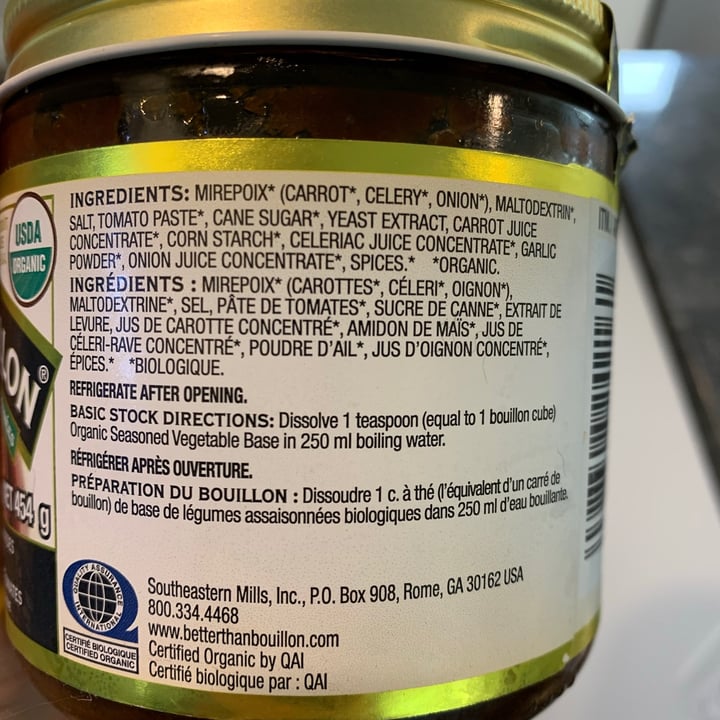 INGREDIENTS: MIREPOIX* (CARROT*, CELERY*, ONION*), MALTODEXTRIN*,
SALT, TOMATO PASTE*, CANE SUGAR*, YEAST EXTRACT, CARROT JUICE
CONCENTRATE*, CORN STARCH*, CELERIAC JUICE CONCENTRATE*, GARLIC
POWDER*, ONION JUICE CONCENTRATE*, SPICES.* *ORGANIC.
INGRÉDIENTS : MIREPOIX* (CAROTTES*, CÉLERI*, OIGNON*),
MALTODEXTRINE*, SEL, PÂTE DE TOMATES*, SUCRE DE CANNE*, EXTRAIT DE
LEVURE, JUS DE CAROTTE CONCENTRÉ*, AMIDON DE MAÏS*, JUS DE
CÉLERI-RAVE CONCENTRÉ*, POUDRE D'AIL*, JUS D'OIGNON CONCENTRÉ*,
ÉPICES.* *BIOLOGIQUE.
REFRIGERATE AFTER OPENING.
BASIC STOCK DIRECTIONS: Dissolve 1 teaspoon (equal to 1 bouillon cube)
Organic Seasoned Vegetable Base in 250 ml boiling water.
RÉFRIGÉRER APRÈS OUVERTURE.
PRÉPARATION DU BOUILLON : Dissoudre 1 c. à thé (l'équivalent d'un carré de
bouillon) de base de légumes assaisonnées biologiques dans 250 ml d'eau bouillante.
USDA
ORGANIC
LON®
454 g
QUALITY ASSURANCE
INTERNATIONAL
CERTIFIÉ BIOLOGIQUE
CERTIFIED ORGANIC
Southeastern Mills, Inc., P.O. Box 908, Rome, GA 30162 USA
800.334.4468
www.betterthanbouillon.com
Certified Organic by QAI
Certifié biologique par : QAI